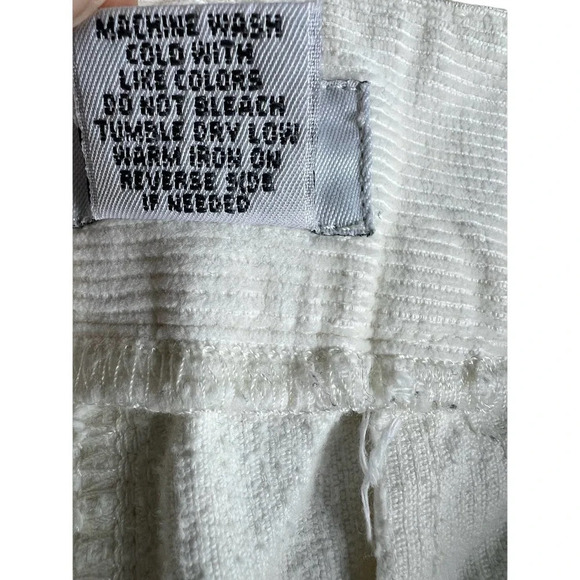 MACHINE WASH
COLD WITH
LIKE COLORS
DO NOT BLEACH
TUMBLE DRY LOW
WARM IRON ON
REVERSE SIDE
IF NEEDED